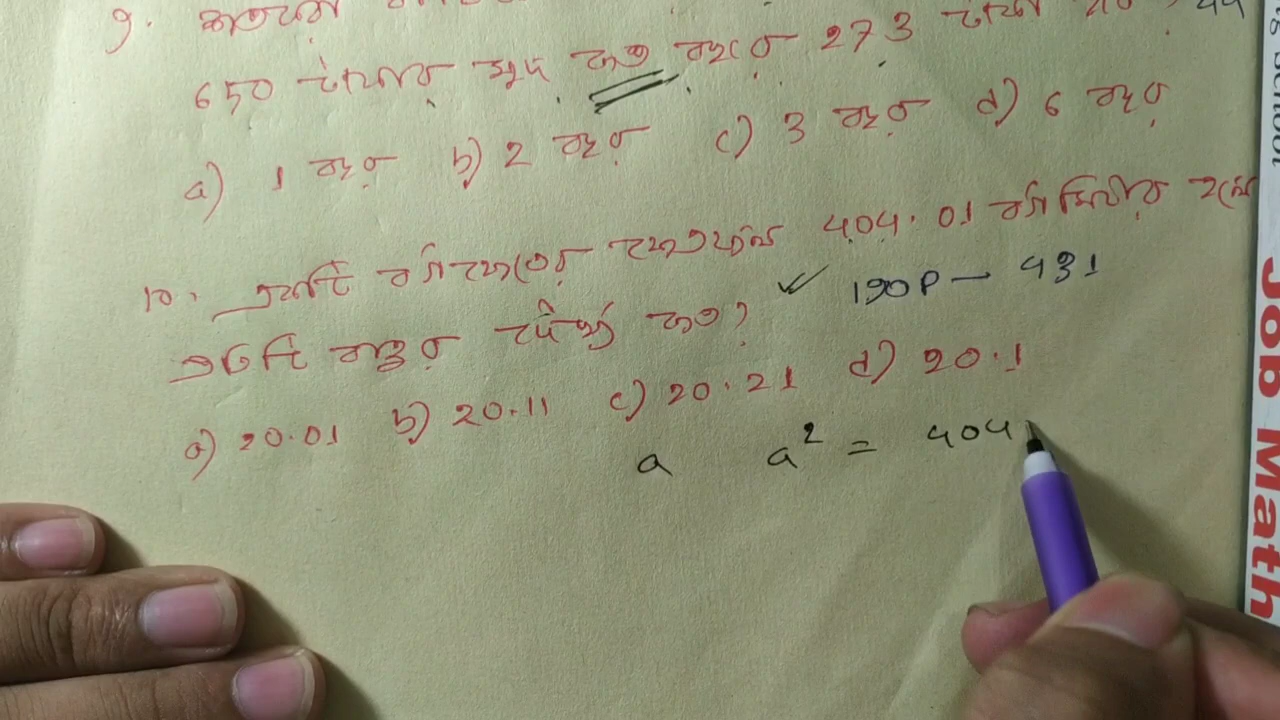 650 টাকার সুদ কত বছরে 273 টাকা
a) 1 বছর b) 2 বছর c) 3 বছর d) 6 বছর
10. একটি বর্গক্ষেত্রের ক্ষেত্রফল 404.01 বর্গমিটার হলে
একটি বাহুর দৈর্ঘ্য কত?
190P — 431
a) 20.01 b) 20.11 c) 20.21 d) 20.1
a a² = 404
Job Math